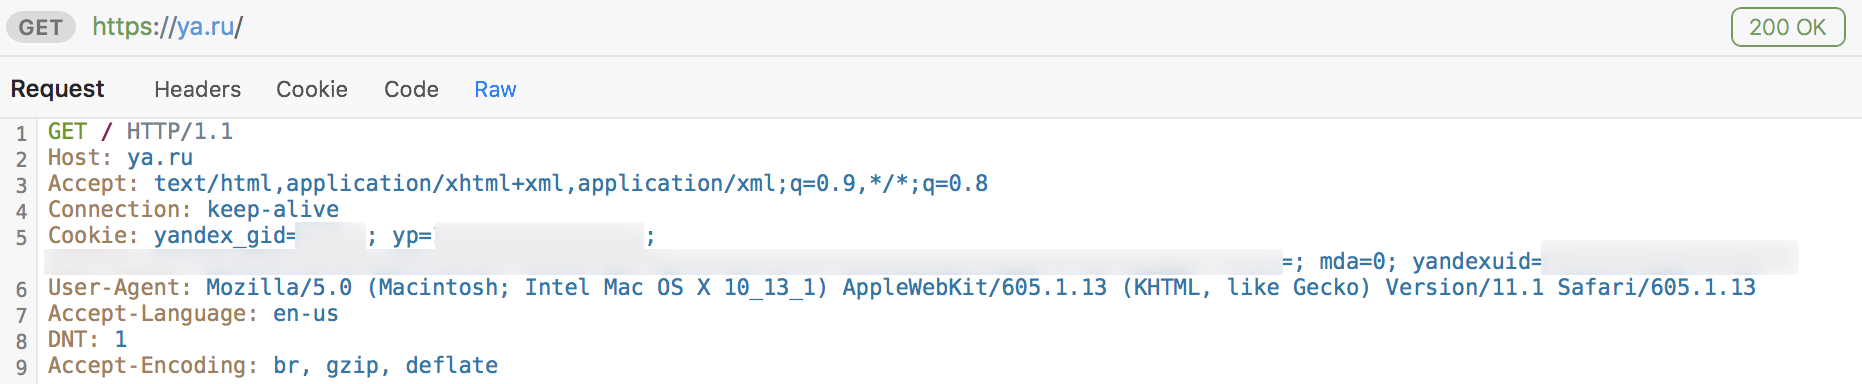 GET https://ya.ru/ 200 OK
Request Headers Cookie Code Raw
1 GET / HTTP/1.1
2 Host: ya.ru
3 Accept: text/html,application/xhtml+xml,application/xml;q=0.9,*/*;q=0.8
4 Connection: keep-alive
5 Cookie: yandex_gid= ; yp= ;
=; mda=0; yandexuid=
6 User-Agent: Mozilla/5.0 (Macintosh; Intel Mac OS X 10_13_1) AppleWebKit/605.1.13 (KHTML, like Gecko) Version/11.1 Safari/605.1.13
7 Accept-Language: en-us
8 DNT: 1
9 Accept-Encoding: br, gzip, deflate